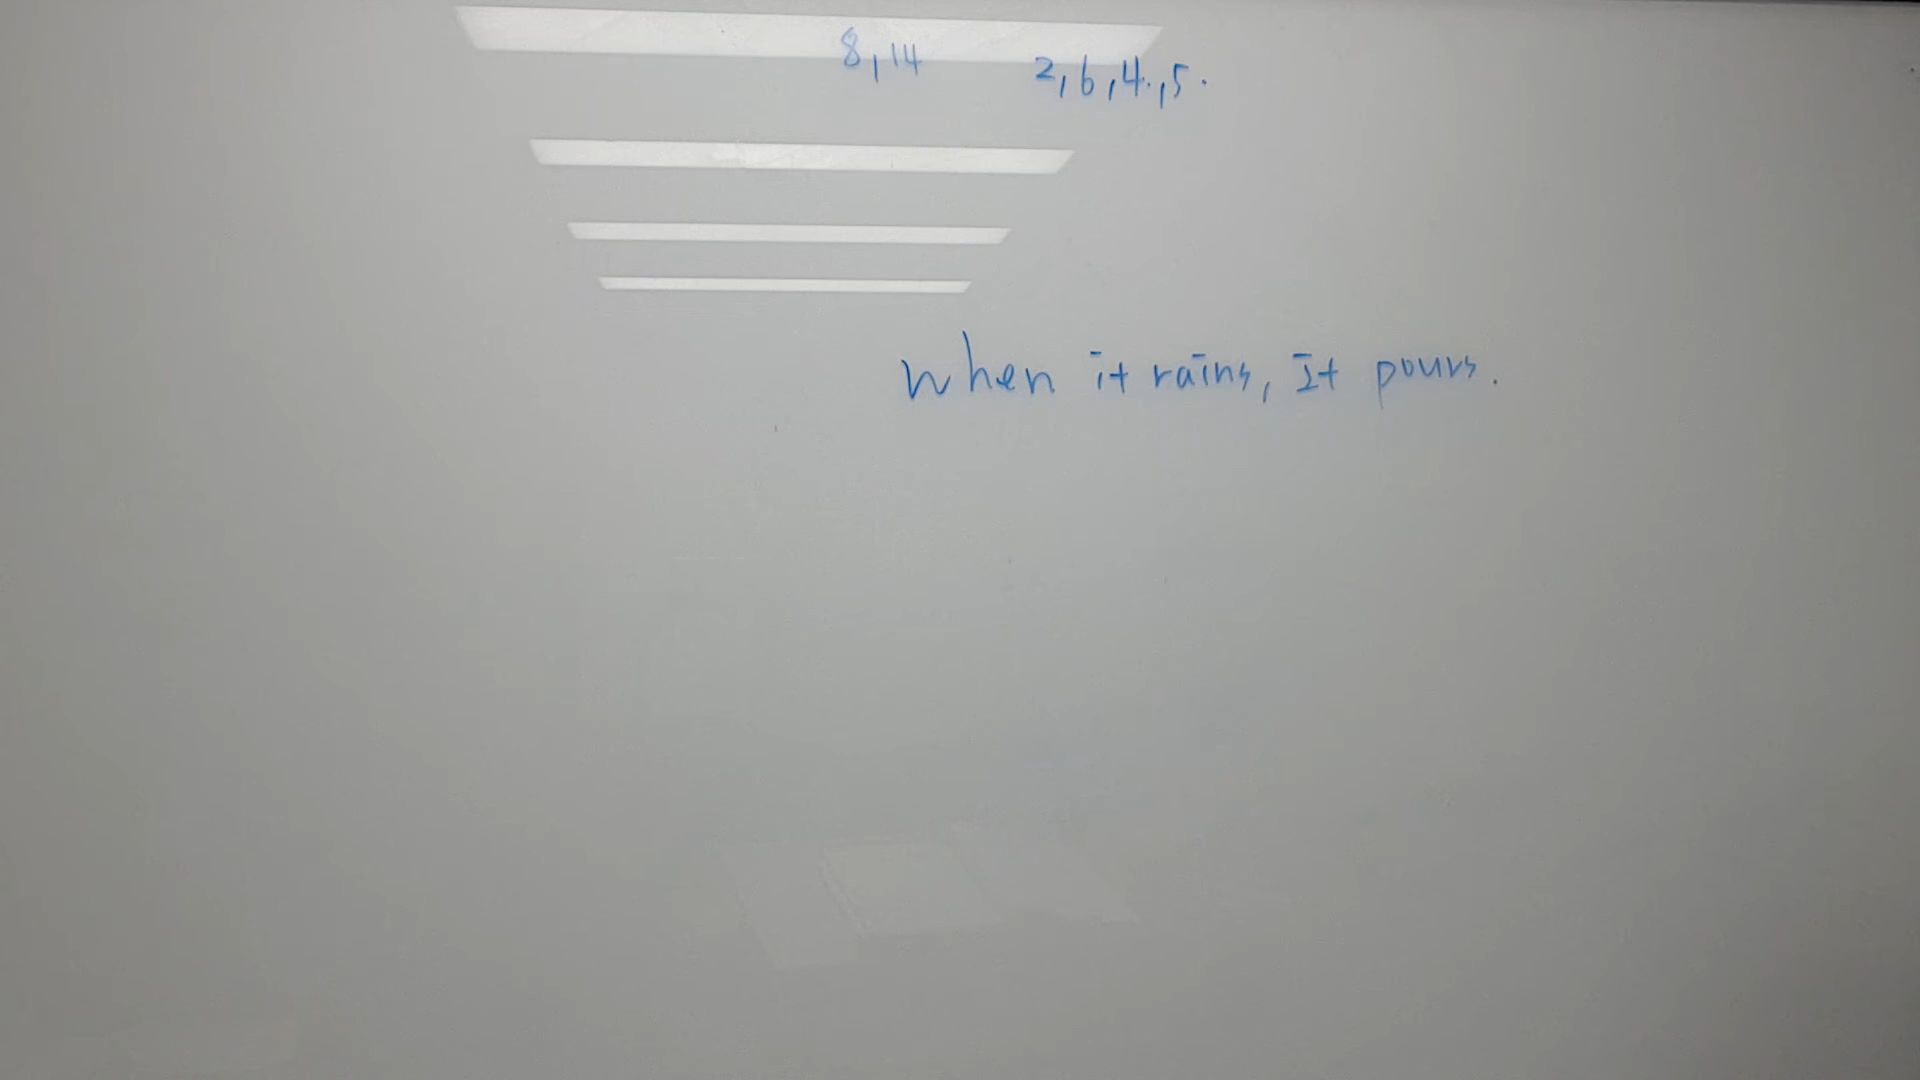 8,14
2,6,4.,5.
when it rains, It pours.